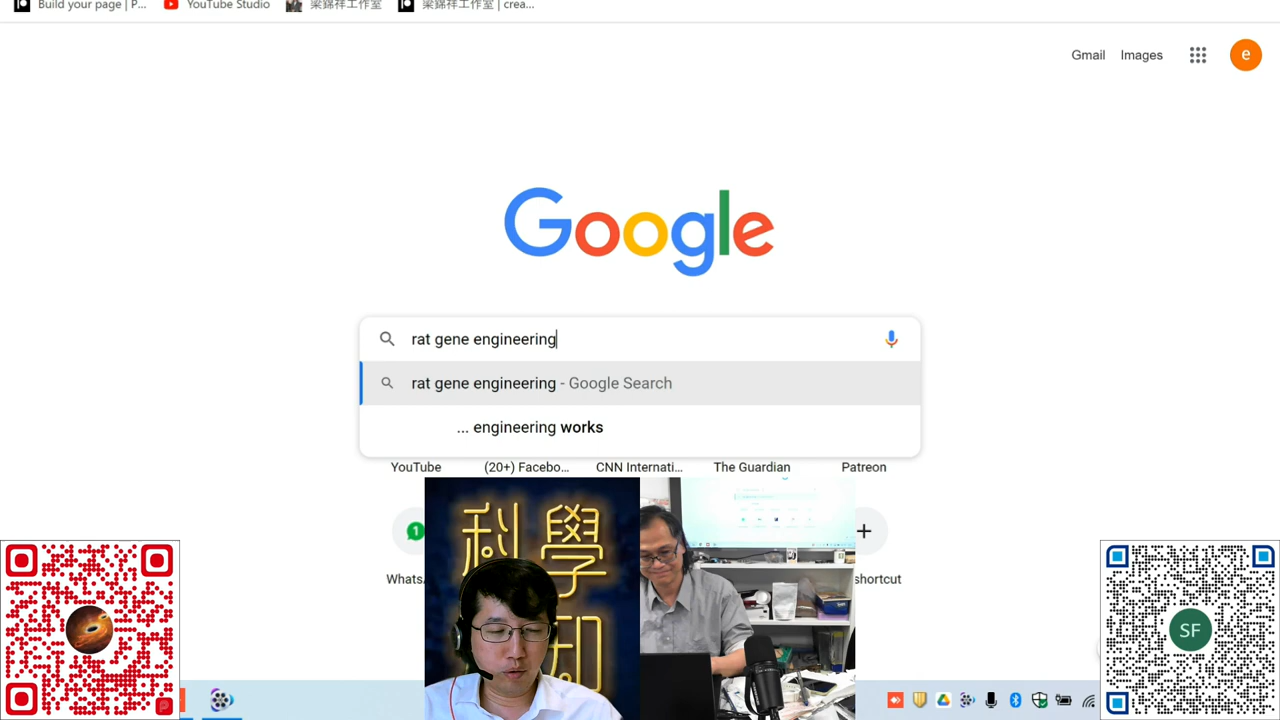 Build your page | P...
YouTube Studio
梁錦祥工作室
梁錦祥工作室 | crea...
Gmail
Images
e
Google
rat gene engineering
rat gene engineering - Google Search
... engineering works
YouTube
(20+) Facebo...
CNN Internati...
The Guardian
Patreon
1
Whats
shortcut
科學
SF